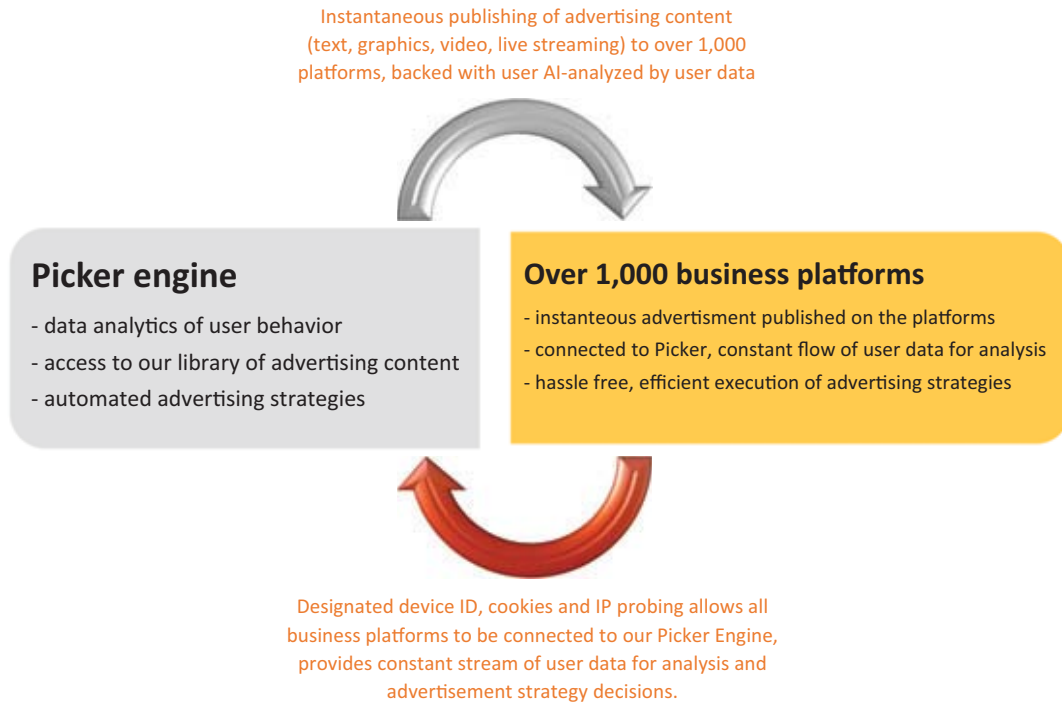 Instantaneous publishing of advertising content
(text, graphics, video, live streaming) to over 1,000
platforms, backed with user AI-analyzed by user data
Picker engine
- data analytics of user behavior
- access to our library of advertising content
- automated advertising strategies
Over 1,000 business platforms
- instanteous advertisment published on the platforms
- connected to Picker, constant flow of user data for analysis
- hassle free, efficient execution of advertising strategies
Designated device ID, cookies and IP probing allows all
business platforms to be connected to our Picker Engine,
provides constant stream of user data for analysis and
advertisement strategy decisions.